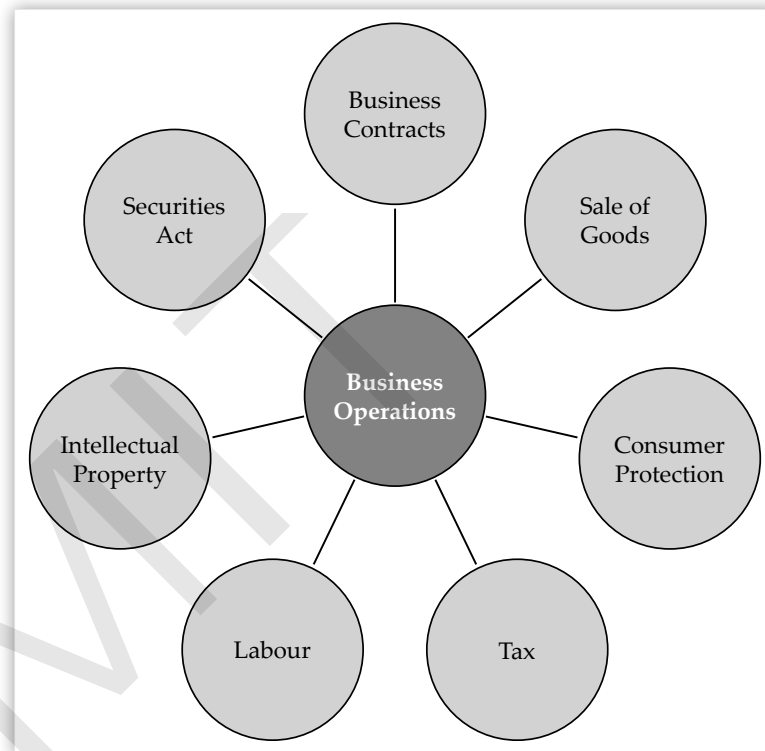 Business
Contracts
Sale of
Goods
Consumer
Protection
Tax
Labour
Intellectual
Property
Securities
Act
Business
Operations